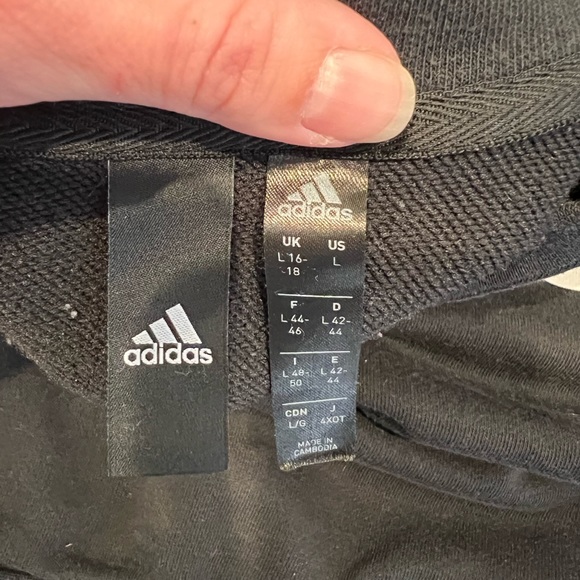 adidas
adidas
UK US
L 16-18 L
F D
L 44-46 L 42-44
I E
L 48-50 L 42-44
CDN J
L/G 4XOT
MADE IN
CAMBODIA